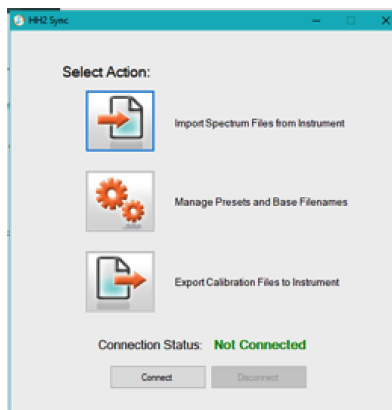 HH2 Sync
Select Action:
Import Spectrum Files from Instrument
Manage Presets and Base Filenames
Export Calibration Files to Instrument
Connection Status: Not Connected
Connect Disconnect